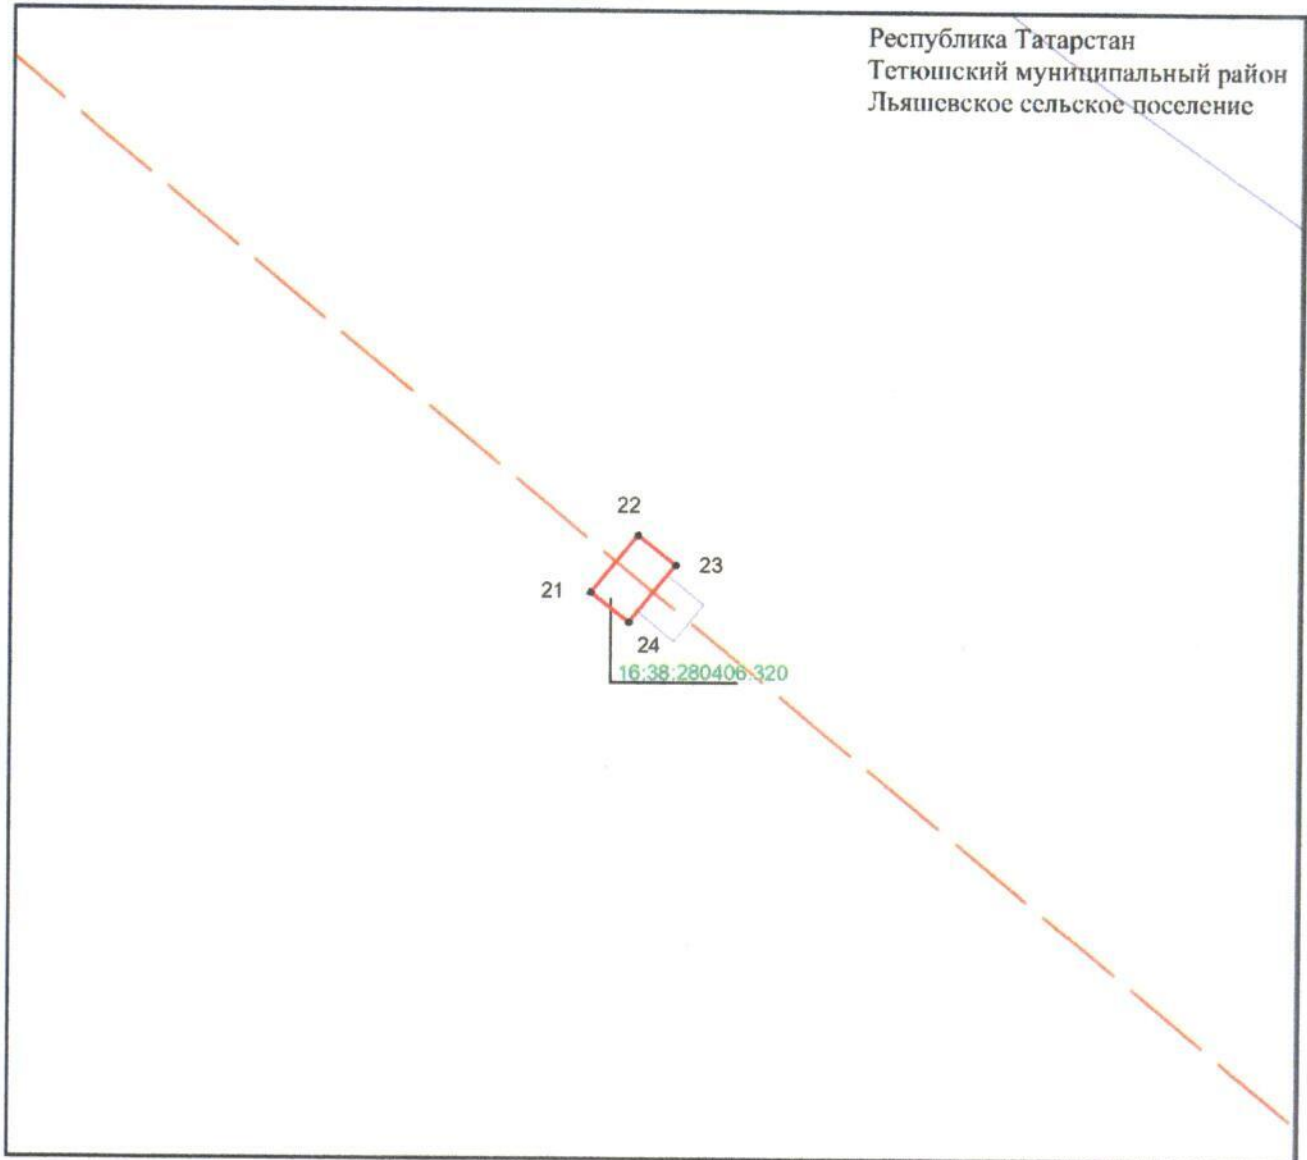 Республика Татарстан
Тетюшский муниципальный район
Льяшевское сельское поселение
22
23
21
24
16:38:280406:320